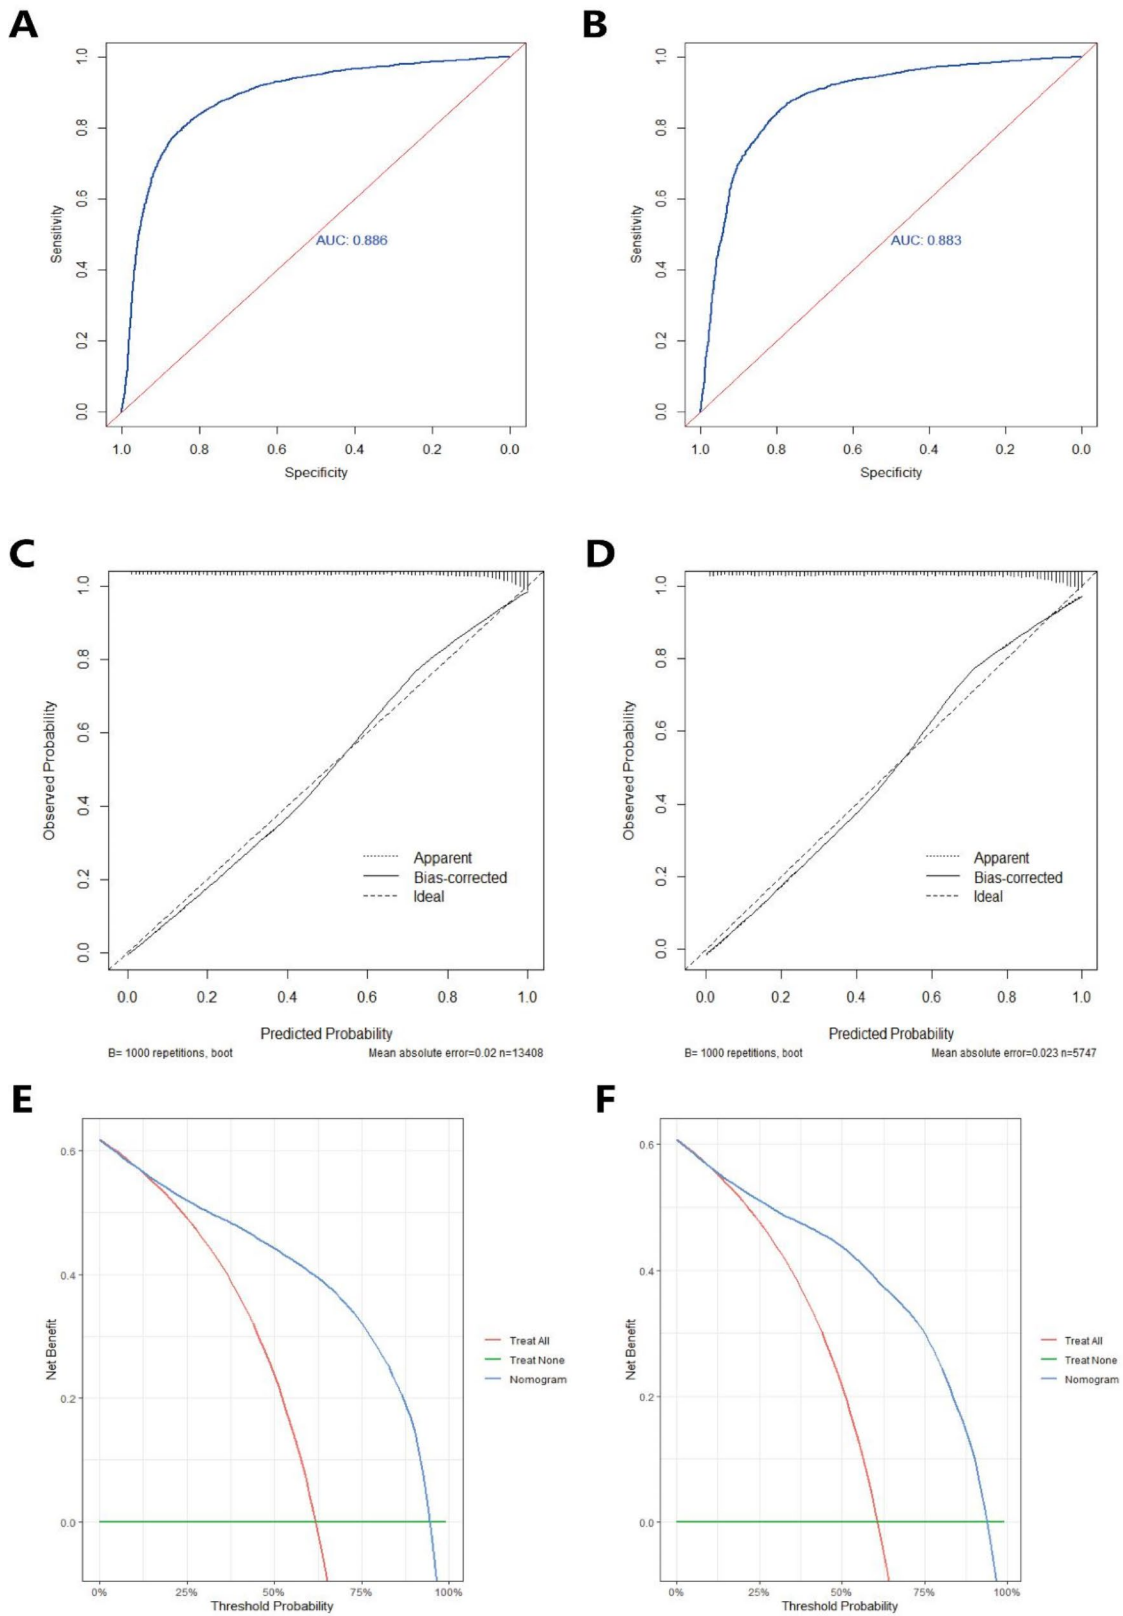 A
1.0
0.8
0.6
0.4
0.2
0.0
Sensitivity
AUC: 0.886
1.0 0.8 0.6 0.4 0.2 0.0
Specificity
B
1.0
0.8
0.6
0.4
0.2
0.0
Sensitivity
AUC: 0.883
1.0 0.8 0.6 0.4 0.2 0.0
Specificity
C
1.0
0.8
0.6
0.4
0.2
0.0
Observed Probability
Apparent
Bias-corrected
Ideal
0.0 0.2 0.4 0.6 0.8 1.0
Predicted Probability
B= 1000 repetitions, boot Mean absolute error=0.02 n=13408
D
1.0
0.8
0.6
0.4
0.2
0.0
Observed Probability
Apparent
Bias-corrected
Ideal
0.0 0.2 0.4 0.6 0.8 1.0
Predicted Probability
B= 1000 repetitions, boot Mean absolute error=0.023 n=5747
E
0.6
0.4
0.2
0.0
Net Benefit
Treat All
Treat None
Nomogram
0% 25% 50% 75% 100%
Threshold Probability
F
0.6
0.4
0.2
0.0
Net Benefit
Treat All
Treat None
Nomogram
0% 25% 50% 75% 100%
Threshold Probability